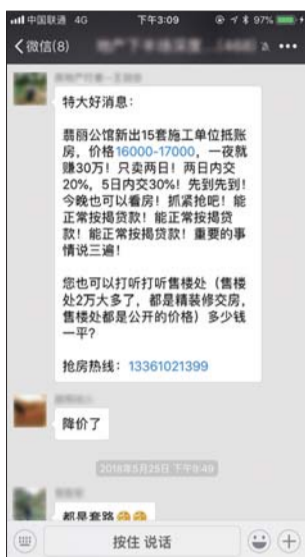 中国联通 4G 下午3:09 97%
微信(8)
特大好消息：
翡丽公馆新出15套施工单位抵账
房，价格16000-17000，一夜就
赚30万！只卖两日！两日内交
20%，5日内交30%！先到先到！
今晚也可以看房！抓紧抢吧！能
正常按揭贷款！能正常按揭贷
款！能正常按揭贷款！重要的事
情说三遍！
您也可以打听打听售楼处（售楼
处2万大多了，都是精装修交房，
售楼处都是公开的价格）多少钱
一平？
抢房热线：13361021399
降价了
2018年5月25日 下午9:49
都是套路
按住 说话